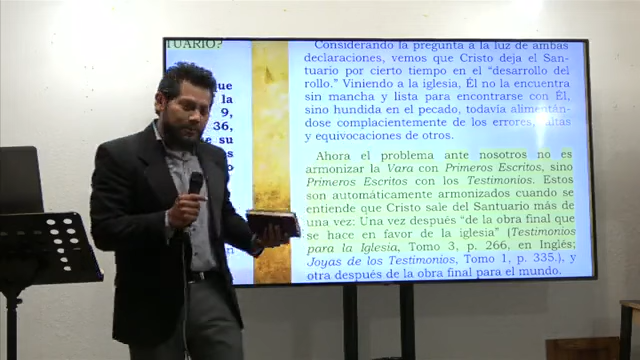 TUARIO?
que
la
9,
36,
su
Considerando la pregunta a la luz de ambas
declaraciones, vemos que Cristo deja el San-
tuario por cierto tiempo en el “desarrollo del
rollo.” Viniendo a la iglesia, Él no la encuentra
sin mancha y lista para encontrarse con Él,
sino hundida en el pecado, todavia alimentán-
dose complacientemente de los errores, faltas
y equivocaciones de otros.
Ahora el problema ante nosotros no es
armonizar la Vara con Primeros Escritos, sino
Primeros Escritos con los Testimonios. Estos
son automáticamente armonizados cuando se
entiende que Cristo sale del Santuario más de
una vez: Una vez después “de la obra final que
se hace en favor de la iglesia” (Testimonios
para la Iglesia, Tomo 3, p. 266, en Inglés;
Joyas de los Testimonios, Tomo 1, p. 335.), y
otra después de la obra final para el mundo.